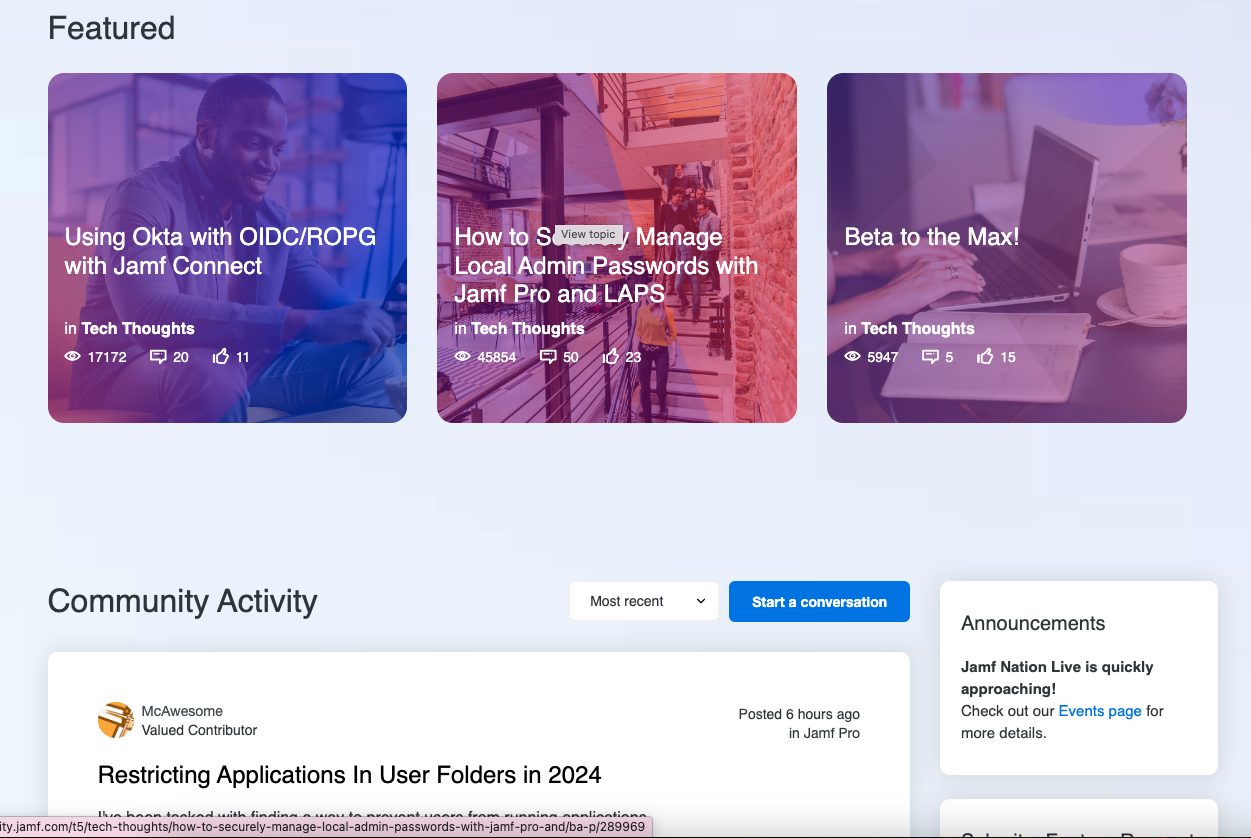 Featured
Using Okta with OIDC/ROPG
with Jamf Connect
in Tech Thoughts
17172 20 11
How to S y Manage
View topic
Local Admin Passwords with
Jamf Pro and LAPS
in Tech Thoughts
45854 50 23
Beta to the Max!
in Tech Thoughts
5947 5 15
Community Activity
Most recent
Start a conversation
McAwesome
Valued Contributor
Posted 6 hours ago
in Jamf Pro
Restricting Applications In User Folders in 2024
I've been tasked with finding a way to prevent users from running applications
Announcements
Jamf Nation Live is quickly
approaching!
Check out our Events page for
more details.
ity.jamf.com/t5/tech-thoughts/how-to-securely-manage-local-admin-passwords-with-jamf-pro-and/ba-p/289969